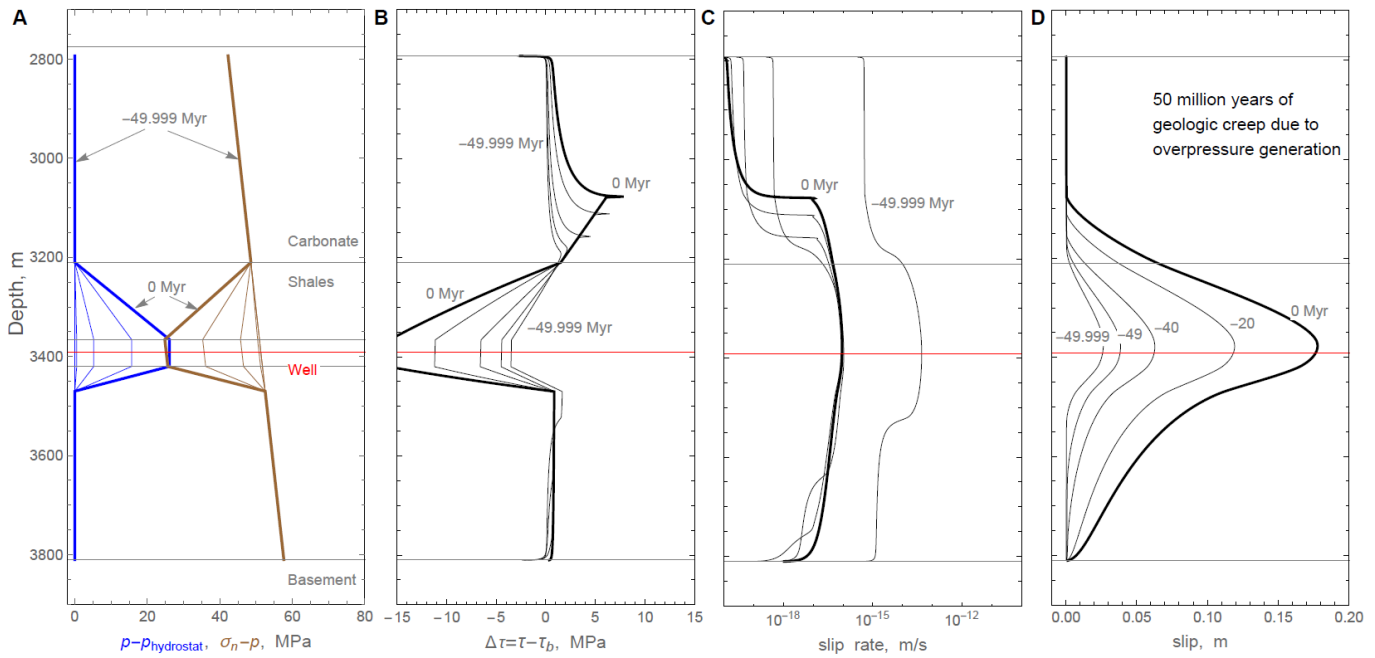 A
B
C
D
Depth, m
2800
3000
3200
3400
3600
3800
−49.999 Myr
Carbonate
Shales
0 Myr
Well
Basement
0
20
40
60
80
p−phydrostat, σn−p, MPa
−49.999 Myr
0 Myr
0 Myr
−49.999 Myr
−15
−10
−5
0
5
10
15
Δτ=τ−τb, MPa
0 Myr
−49.999 Myr
10−18
10−15
10−12
slip rate, m/s
50 million years of
geologic creep due to
overpressure generation
−49.999
−49
−40
−20
0 Myr
0.00
0.05
0.10
0.15
0.20
slip, m